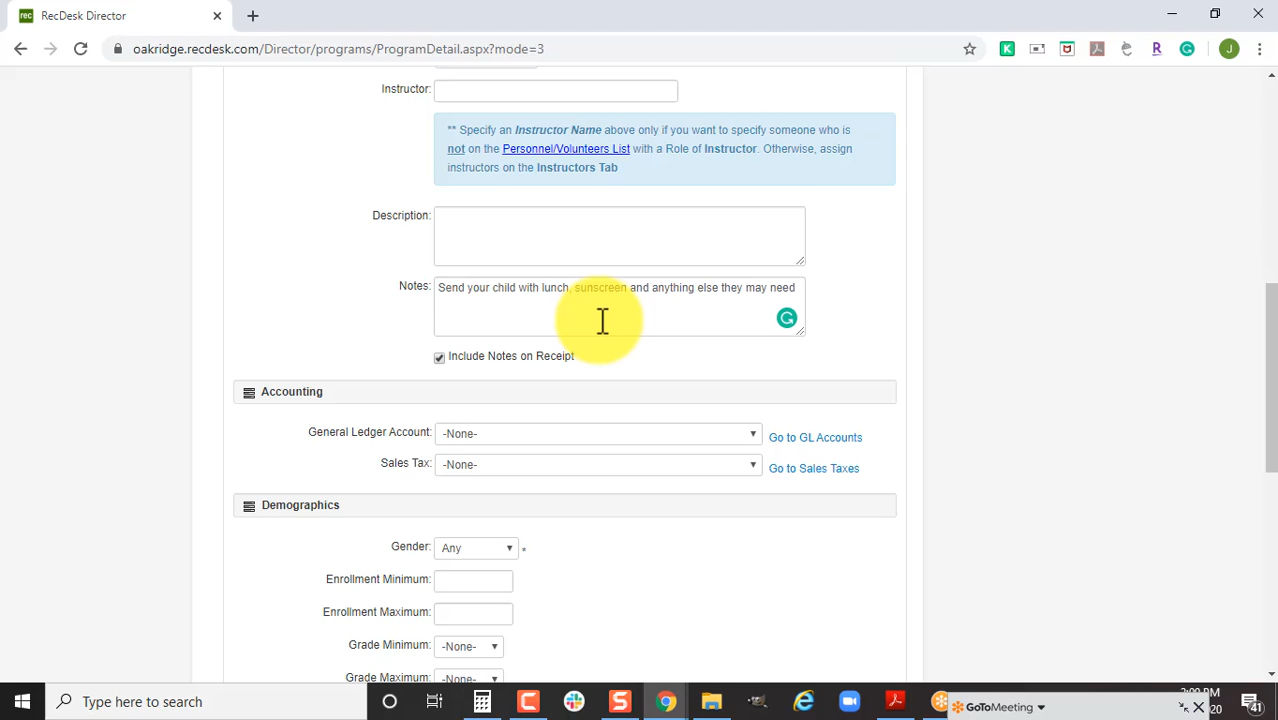 rec RecDesk Director
oakridge.recdesk.com/Director/programs/ProgramDetail.aspx?mode=3
Instructor:
** Specify an Instructor Name above only if you want to specify someone who is
not on the Personnel/Volunteers List with a Role of Instructor. Otherwise, assign
instructors on the Instructors Tab
Description:
Notes: Send your child with lunch, sunscreen and anything else they may need
Include Notes on Receipt
Accounting
General Ledger Account: -None- Go to GL Accounts
Sales Tax: -None- Go to Sales Taxes
Demographics
Gender: Any *
Enrollment Minimum:
Enrollment Maximum:
Grade Minimum: -None-
Grade Maximum: -None-
Type here to search
GoToMeeting
41